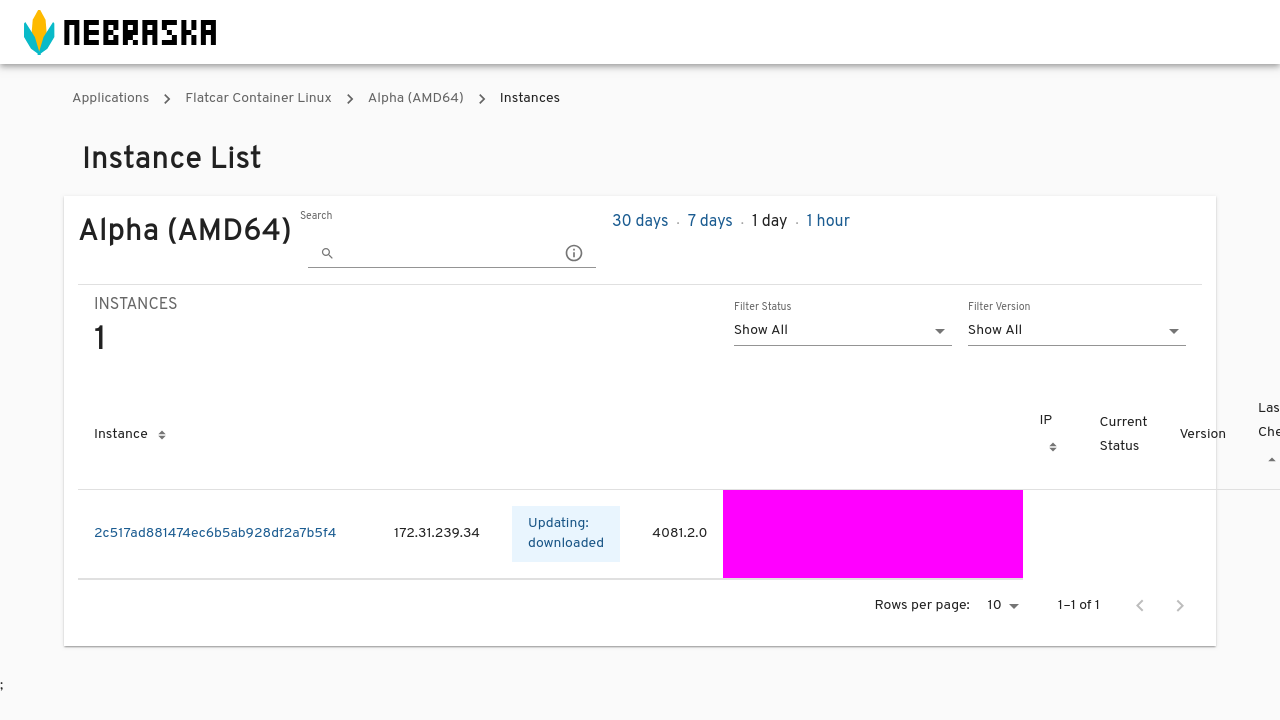 NEBRASKA
Applications
Flatcar Container Linux
Alpha (AMD64)
Instances
Instance List
Alpha (AMD64)
Search
30 days · 7 days · 1 day · 1 hour
INSTANCES
1
Filter Status
Show All
Filter Version
Show All
Instance
IP
Current
Status
Version
Las
Che
2c517ad881474ec6b5ab928df2a7b5f4
172.31.239.34
Updating:
downloaded
4081.2.0
Rows per page:
10
1–1 of 1
;